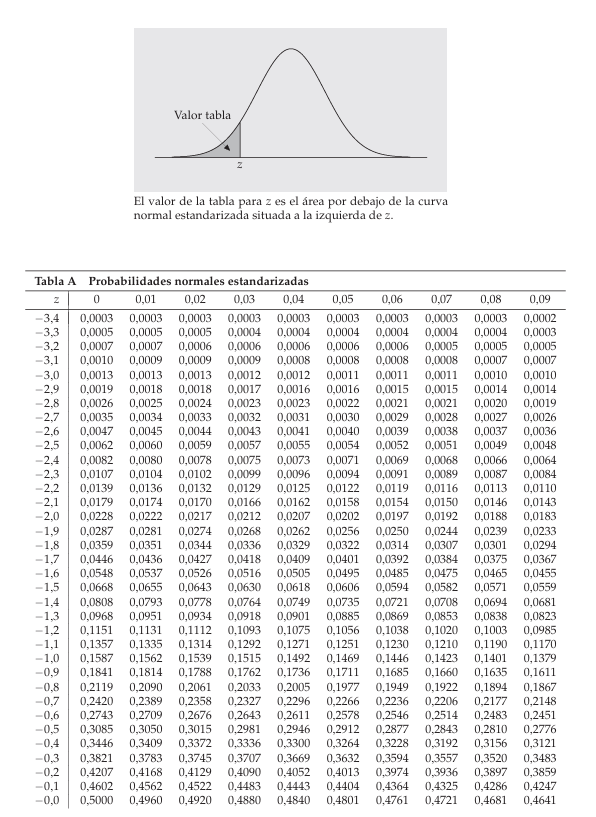 Valor tabla
z
El valor de la tabla para z es el área por debajo de la curva
normal estandarizada situada a la izquierda de z.
Tabla A Probabilidades normales estandarizadas
z 0 0,01 0,02 0,03 0,04 0,05 0,06 0,07 0,08 0,09
−3,4 0,0003 0,0003 0,0003 0,0003 0,0003 0,0003 0,0003 0,0003 0,0003 0,0002
−3,3 0,0005 0,0005 0,0005 0,0004 0,0004 0,0004 0,0004 0,0004 0,0004 0,0003
−3,2 0,0007 0,0007 0,0006 0,0006 0,0006 0,0006 0,0006 0,0005 0,0005 0,0005
−3,1 0,0010 0,0009 0,0009 0,0009 0,0008 0,0008 0,0008 0,0008 0,0007 0,0007
−3,0 0,0013 0,0013 0,0013 0,0012 0,0012 0,0011 0,0011 0,0011 0,0010 0,0010
−2,9 0,0019 0,0018 0,0018 0,0017 0,0016 0,0016 0,0015 0,0015 0,0014 0,0014
−2,8 0,0026 0,0025 0,0024 0,0023 0,0023 0,0022 0,0021 0,0021 0,0020 0,0019
−2,7 0,0035 0,0034 0,0033 0,0032 0,0031 0,0030 0,0029 0,0028 0,0027 0,0026
−2,6 0,0047 0,0045 0,0044 0,0043 0,0041 0,0040 0,0039 0,0038 0,0037 0,0036
−2,5 0,0062 0,0060 0,0059 0,0057 0,0055 0,0054 0,0052 0,0051 0,0049 0,0048
−2,4 0,0082 0,0080 0,0078 0,0075 0,0073 0,0071 0,0069 0,0068 0,0066 0,0064
−2,3 0,0107 0,0104 0,0102 0,0099 0,0096 0,0094 0,0091 0,0089 0,0087 0,0084
−2,2 0,0139 0,0136 0,0132 0,0129 0,0125 0,0122 0,0119 0,0116 0,0113 0,0110
−2,1 0,0179 0,0174 0,0170 0,0166 0,0162 0,0158 0,0154 0,0150 0,0146 0,0143
−2,0 0,0228 0,0222 0,0217 0,0212 0,0207 0,0202 0,0197 0,0192 0,0188 0,0183
−1,9 0,0287 0,0281 0,0274 0,0268 0,0262 0,0256 0,0250 0,0244 0,0239 0,0233
−1,8 0,0359 0,0351 0,0344 0,0336 0,0329 0,0322 0,0314 0,0307 0,0301 0,0294
−1,7 0,0446 0,0436 0,0427 0,0418 0,0409 0,0401 0,0392 0,0384 0,0375 0,0367
−1,6 0,0548 0,0537 0,0526 0,0516 0,0505 0,0495 0,0485 0,0475 0,0465 0,0455
−1,5 0,0668 0,0655 0,0643 0,0630 0,0618 0,0606 0,0594 0,0582 0,0571 0,0559
−1,4 0,0808 0,0793 0,0778 0,0764 0,0749 0,0735 0,0721 0,0708 0,0694 0,0681
−1,3 0,0968 0,0951 0,0934 0,0918 0,0901 0,0885 0,0869 0,0853 0,0838 0,0823
−1,2 0,1151 0,1131 0,1112 0,1093 0,1075 0,1056 0,1038 0,1020 0,1003 0,0985
−1,1 0,1357 0,1335 0,1314 0,1292 0,1271 0,1251 0,1230 0,1210 0,1190 0,1170
−1,0 0,1587 0,1562 0,1539 0,1515 0,1492 0,1469 0,1446 0,1423 0,1401 0,1379
−0,9 0,1841 0,1814 0,1788 0,1762 0,1736 0,1711 0,1685 0,1660 0,1635 0,1611
−0,8 0,2119 0,2090 0,2061 0,2033 0,2005 0,1977 0,1949 0,1922 0,1894 0,1867
−0,7 0,2420 0,2389 0,2358 0,2327 0,2296 0,2266 0,2236 0,2206 0,2177 0,2148
−0,6 0,2743 0,2709 0,2676 0,2643 0,2611 0,2578 0,2546 0,2514 0,2483 0,2451
−0,5 0,3085 0,3050 0,3015 0,2981 0,2946 0,2912 0,2877 0,2843 0,2810 0,2776
−0,4 0,3446 0,3409 0,3372 0,3336 0,3300 0,3264 0,3228 0,3192 0,3156 0,3121
−0,3 0,3821 0,3783 0,3745 0,3707 0,3669 0,3632 0,3594 0,3557 0,3520 0,3483
−0,2 0,4207 0,4168 0,4129 0,4090 0,4052 0,4013 0,3974 0,3936 0,3897 0,3859
−0,1 0,4602 0,4562 0,4522 0,4483 0,4443 0,4404 0,4364 0,4325 0,4286 0,4247
−0,0 0,5000 0,4960 0,4920 0,4880 0,4840 0,4801 0,4761 0,4721 0,4681 0,4641